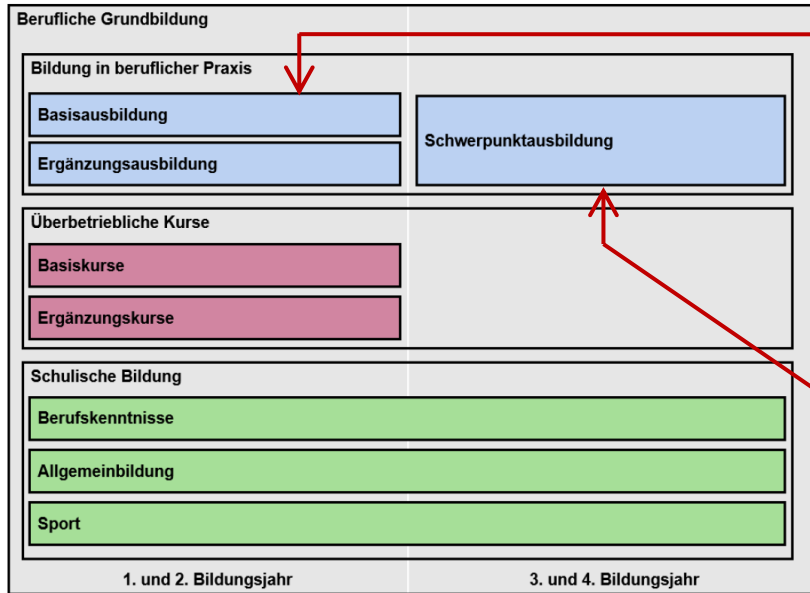 Berufliche Grundbildung
Bildung in beruflicher Praxis
Basisausbildung
Ergänzungsausbildung
Schwerpunktausbildung
Überbetriebliche Kurse
Basiskurse
Ergänzungskurse
Schulische Bildung
Berufskenntnisse
Allgemeinbildung
Sport
1. und 2. Bildungsjahr
3. und 4. Bildungsjahr